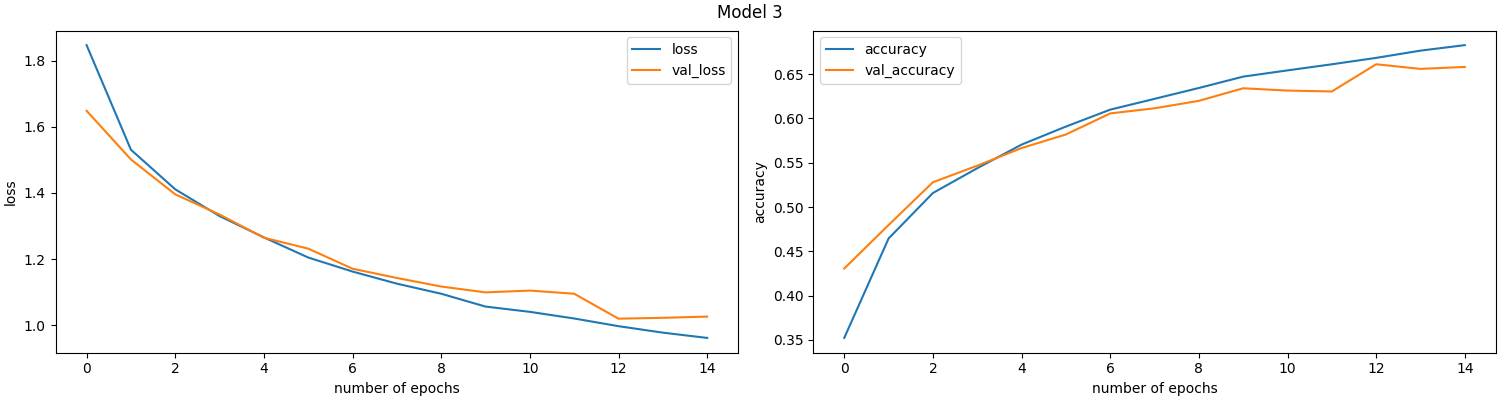 Model 3
loss
val_loss
1.8
1.6
1.4
1.2
1.0
loss
0 2 4 6 8 10 12 14
number of epochs
accuracy
val_accuracy
0.65
0.60
0.55
0.50
0.45
0.40
0.35
accuracy
0 2 4 6 8 10 12 14
number of epochs